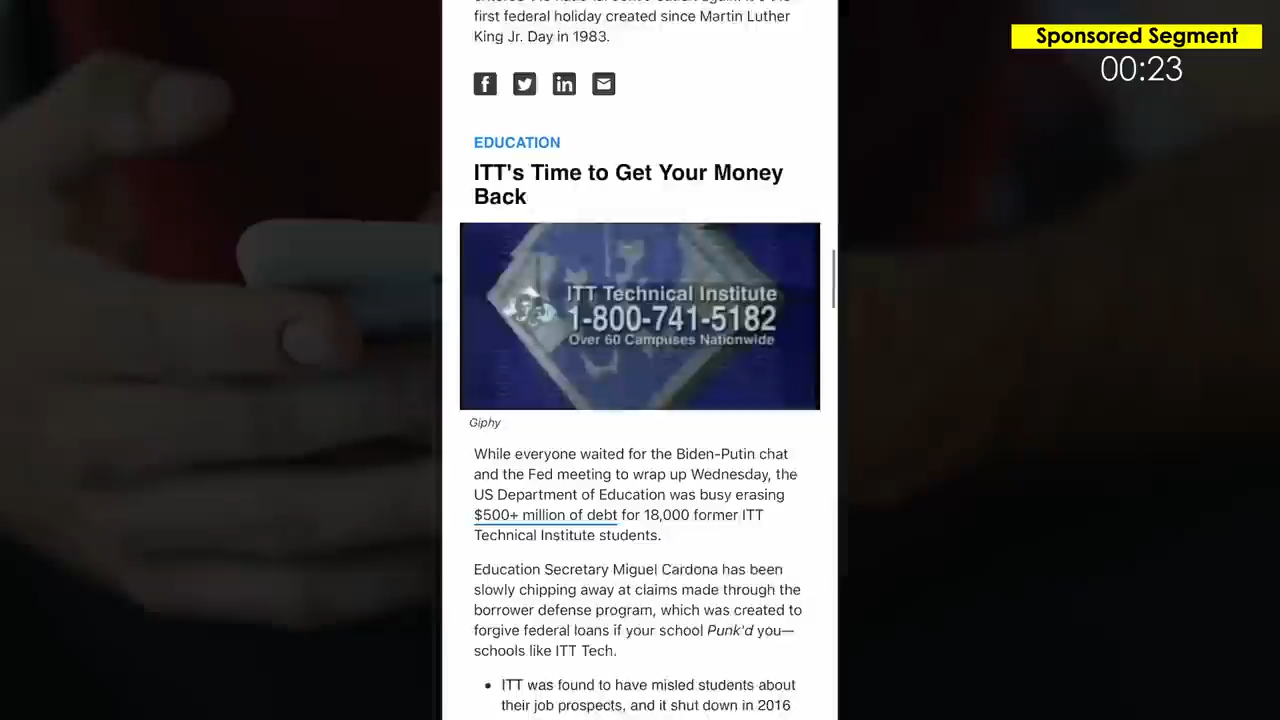 first federal holiday created since Martin Luther
King Jr. Day in 1983.
Sponsored Segment
00:23
EDUCATION
ITT's Time to Get Your Money
Back
ITT Technical Institute
1-800-741-5182
Over 60 Campuses Nationwide
Giphy
While everyone waited for the Biden-Putin chat
and the Fed meeting to wrap up Wednesday, the
US Department of Education was busy erasing
$500+ million of debt for 18,000 former ITT
Technical Institute students.
Education Secretary Miguel Cardona has been
slowly chipping away at claims made through the
borrower defense program, which was created to
forgive federal loans if your school Punk'd you—
schools like ITT Tech.
• ITT was found to have misled students about
their job prospects, and it shut down in 2016